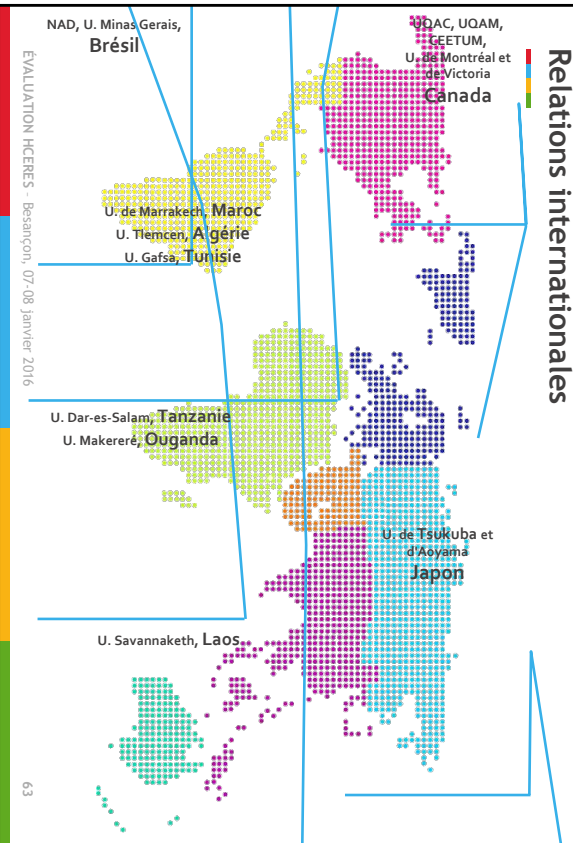 Relations internationales
UQAC, UQAM,
CEETUM,
U. de Montréal et
de Victoria
Canada
NAD, U. Minas Gerais,
Brésil
U. de Marrakech, Maroc
U. Tlemcen, Algérie
U. Gafsa, Tunisie
U. Dar-es-Salam, Tanzanie
U. Makereré, Ouganda
U. de Tsukuba et
d'Aoyama
Japon
U. Savannaketh, Laos
ÉVALUATION HCERES - Besançon, 07-08 janvier 2016
63